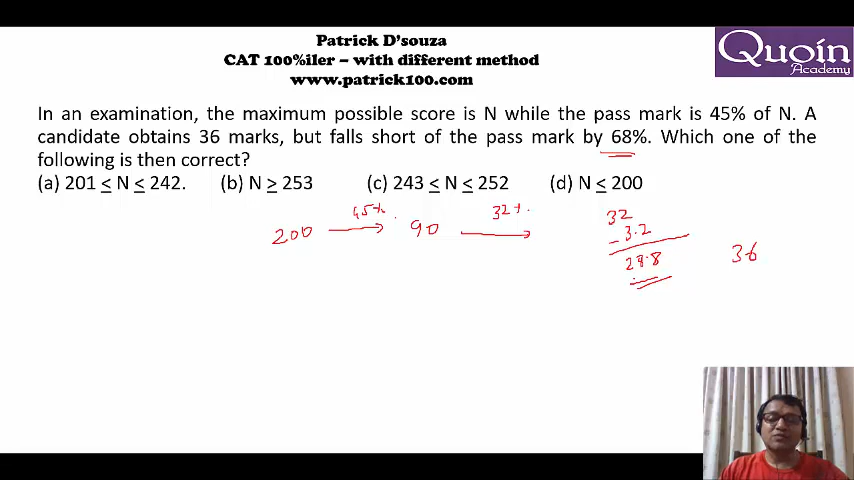 Patrick D'souza
CAT 100%iler – with different method
www.patrick100.com
Quoin
Academy
In an examination, the maximum possible score is N while the pass mark is 45% of N. A
candidate obtains 36 marks, but falls short of the pass mark by 68%. Which one of the
following is then correct?
(a) 201 ≤ N ≤ 242. (b) N ≥ 253 (c) 243 ≤ N ≤ 252 (d) N ≤ 200
45% 32%
200 → 90 →
32
- 3.2
28.8
36